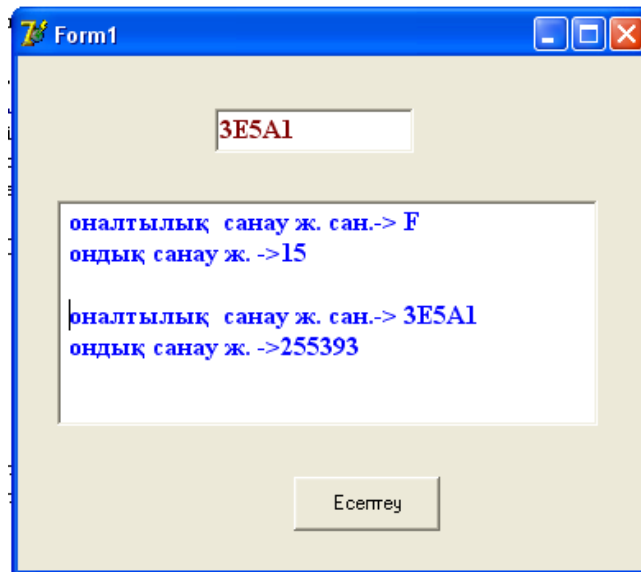 Form1
3E5A1
оналтылық санау ж. сан.-> F
ондық санау ж. ->15
оналтылық санау ж. сан.-> 3E5A1
ондық санау ж. ->255393
Есептеу